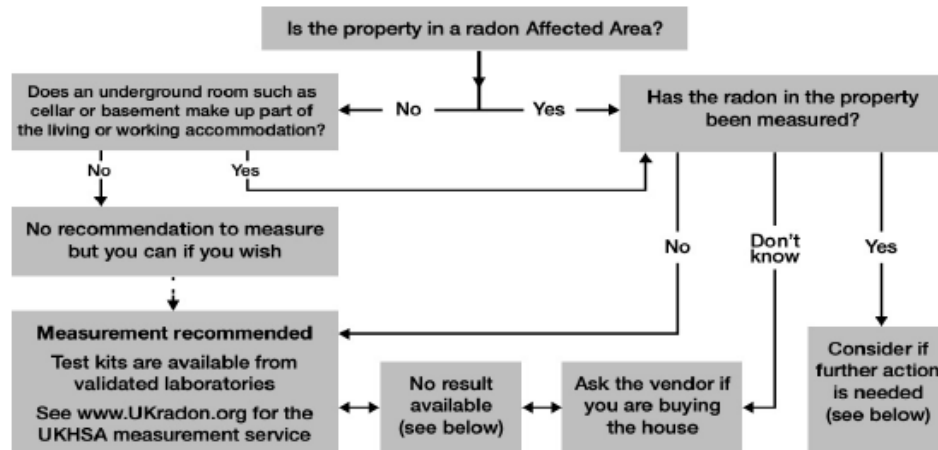 Is the property in a radon Affected Area?
Does an underground room such as
cellar or basement make up part of
the living or working accommodation?
No
Yes
Has the radon in the property
been measured?
No
Yes
No recommendation to measure
but you can if you wish
No
Don't
know
Yes
Measurement recommended
Test kits are available from
validated laboratories
See www.UKradon.org for the
UKHSA measurement service
No result
available
(see below)
Ask the vendor if
you are buying
the house
Consider if
further action
is needed
(see below)